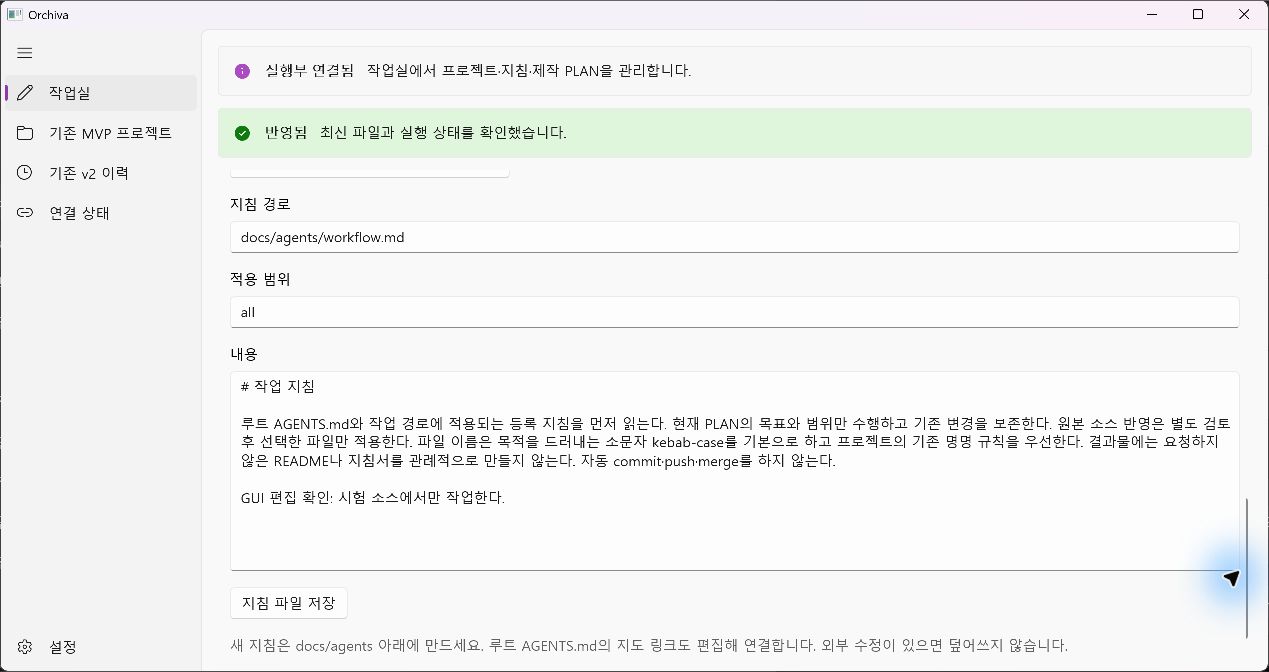 Orchiva
실행부 연결됨 작업실에서 프로젝트·지침·제작 PLAN을 관리합니다.
작업실
반영됨 최신 파일과 실행 상태를 확인했습니다.
기존 MVP 프로젝트
기존 v2 이력
연결 상태
지침 경로
docs/agents/workflow.md
적용 범위
all
내용
# 작업 지침
루트 AGENTS.md와 작업 경로에 적용되는 등록 지침을 먼저 읽는다. 현재 PLAN의 목표와 범위만 수행하고 기존 변경을 보존한다. 원본 소스 반영은 별도 검토
후 선택한 파일만 적용한다. 파일 이름은 목적을 드러내는 소문자 kebab-case를 기본으로 하고 프로젝트의 기존 명명 규칙을 우선한다. 결과물에는 요청하지
않은 README나 지침서를 관례적으로 만들지 않는다. 자동 commit·push·merge를 하지 않는다.
GUI 편집 확인: 시험 소스에서만 작업한다.
지침 파일 저장
새 지침은 docs/agents 아래에 만드세요. 루트 AGENTS.md의 지도 링크도 편집해 연결합니다. 외부 수정이 있으면 덮어쓰지 않습니다.
설정